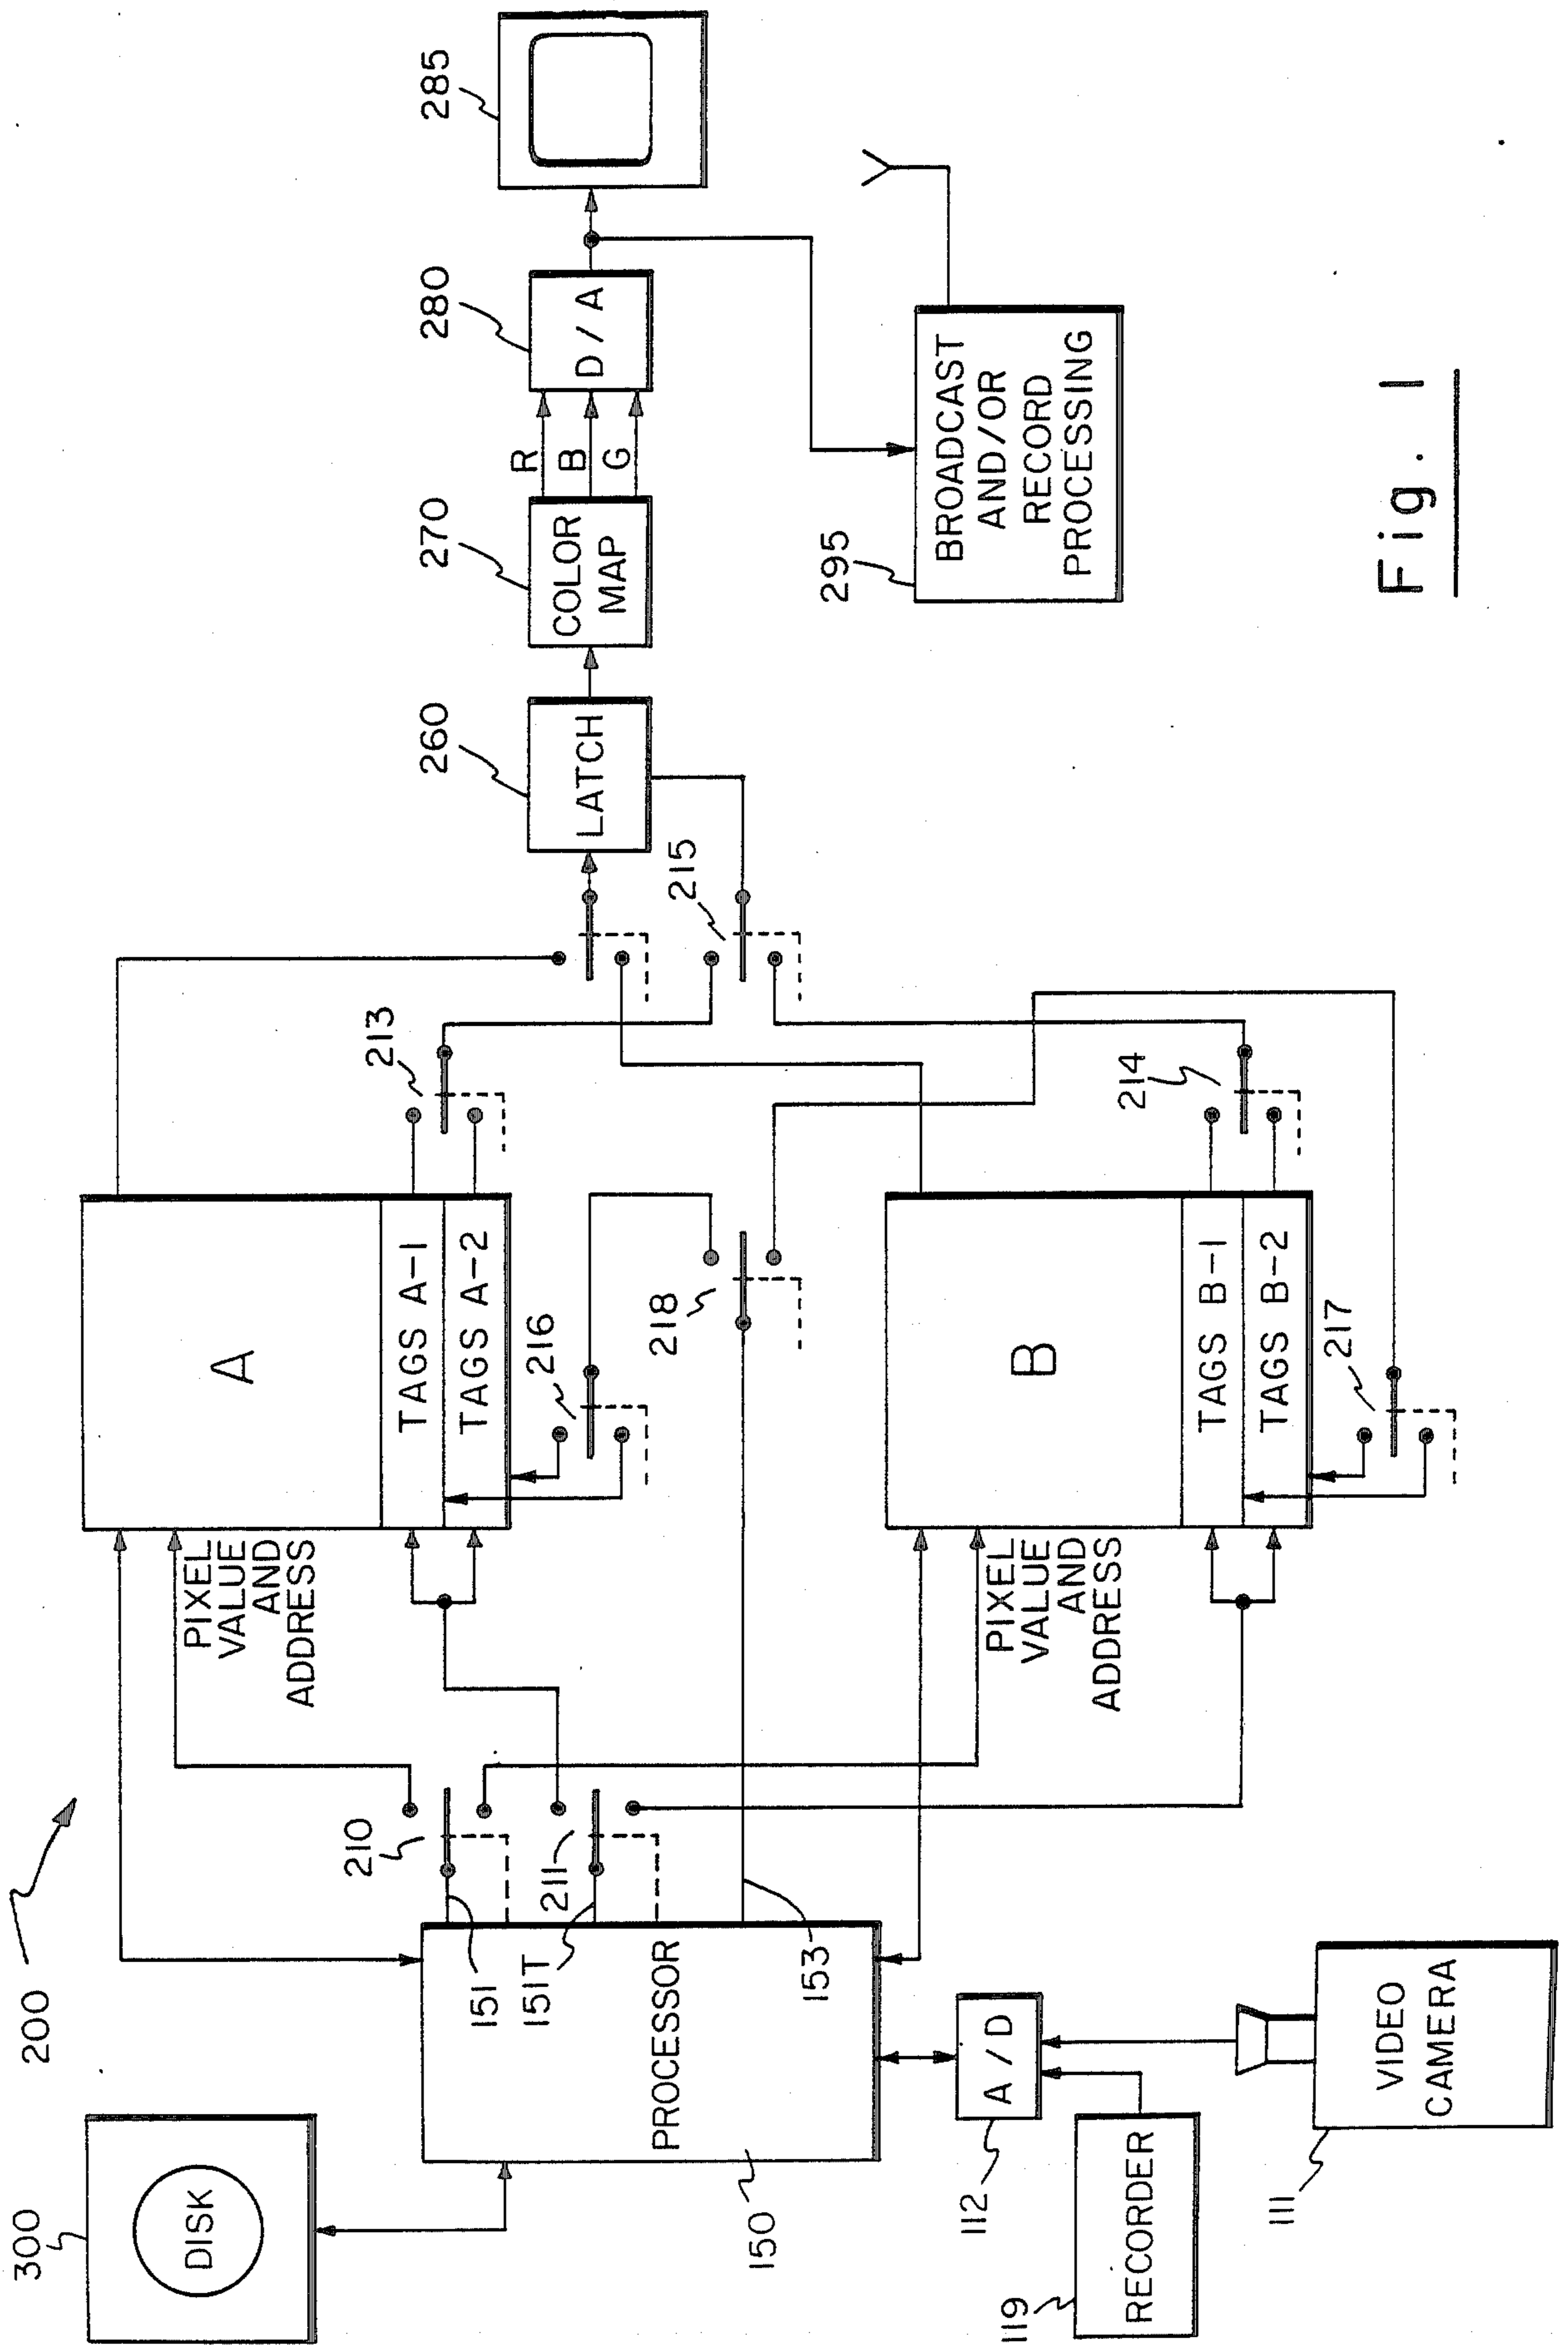 200
300
DISK
150
PROCESSOR
151
151T
153
210
211
112
A/D
119
RECORDER
111
VIDEO
CAMERA
PIXEL
VALUE
AND
ADDRESS
A
TAGS A-1
TAGS A-2
216
213
218
PIXEL
VALUE
AND
ADDRESS
B
TAGS B-1
TAGS B-2
217
214
215
260
LATCH
270
COLOR
MAP
R
B
G
280
D/A
285
295
BROADCAST
AND/OR
RECORD
PROCESSING
Fig. 1